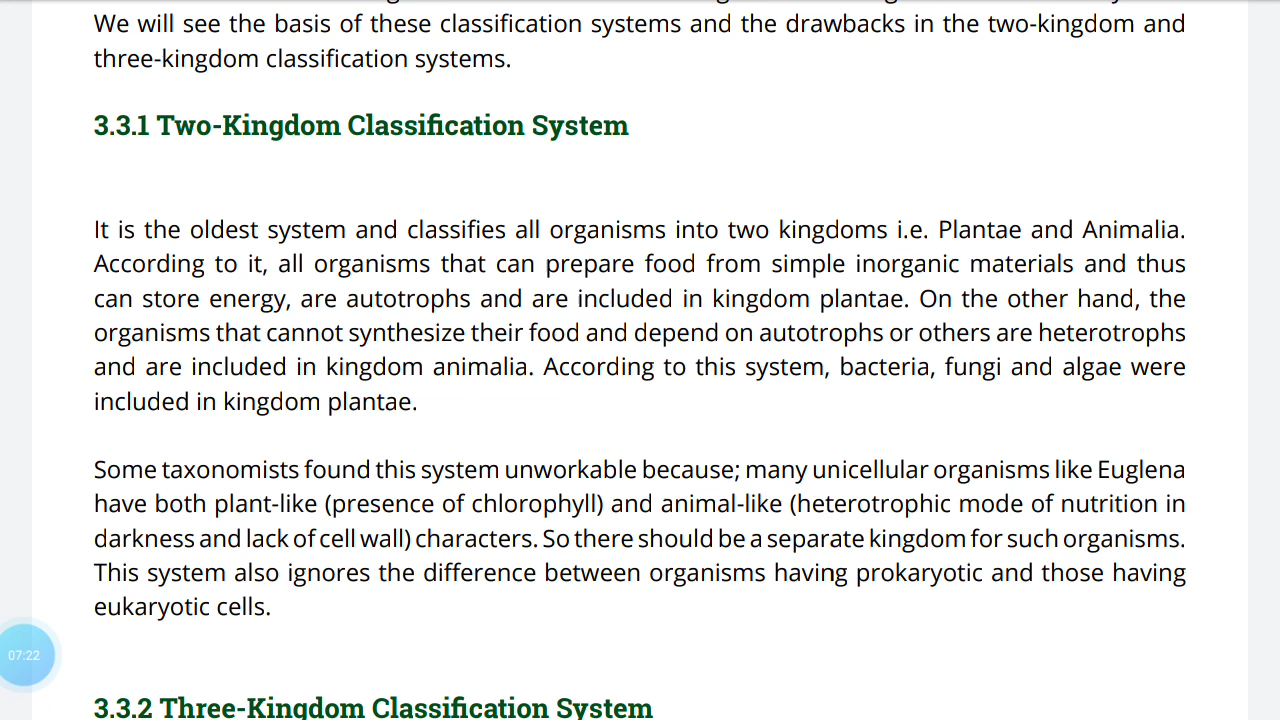 We will see the basis of these classification systems and the drawbacks in the two-kingdom and
three-kingdom classification systems.
3.3.1 Two-Kingdom Classification System
It is the oldest system and classifies all organisms into two kingdoms i.e. Plantae and Animalia.
According to it, all organisms that can prepare food from simple inorganic materials and thus
can store energy, are autotrophs and are included in kingdom plantae. On the other hand, the
organisms that cannot synthesize their food and depend on autotrophs or others are heterotrophs
and are included in kingdom animalia. According to this system, bacteria, fungi and algae were
included in kingdom plantae.
Some taxonomists found this system unworkable because; many unicellular organisms like Euglena
have both plant-like (presence of chlorophyll) and animal-like (heterotrophic mode of nutrition in
darkness and lack of cell wall) characters. So there should be a separate kingdom for such organisms.
This system also ignores the difference between organisms having prokaryotic and those having
eukaryotic cells.
07:22
3.3.2 Three-Kingdom Classification System